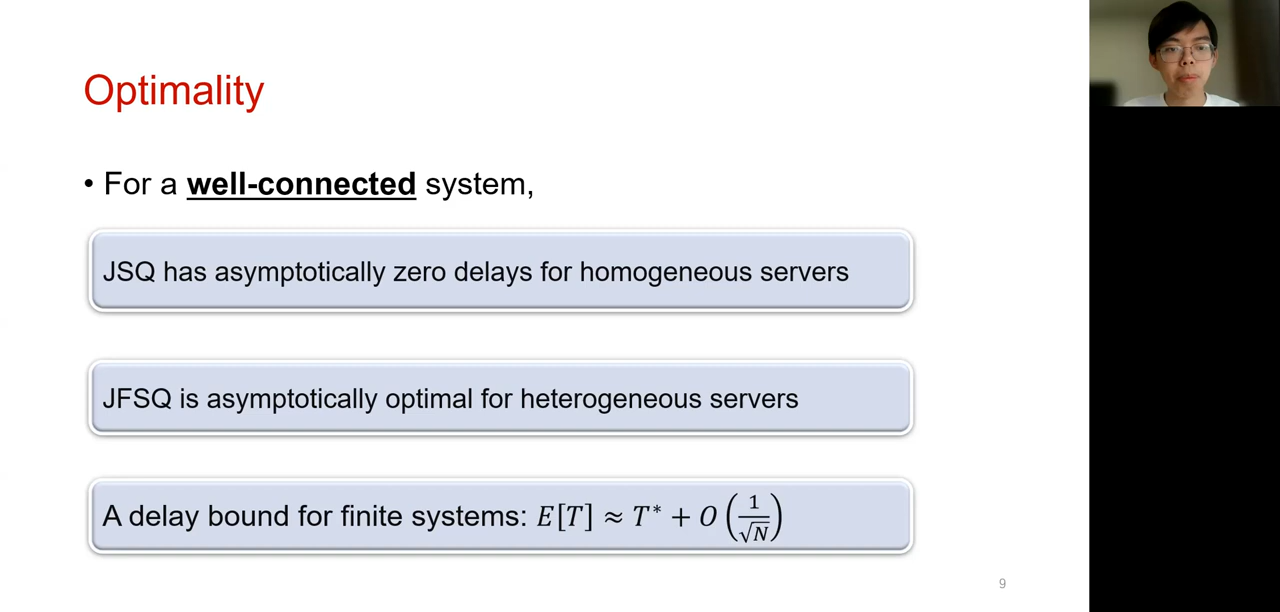 Optimality
• For a well-connected system,
JSQ has asymptotically zero delays for homogeneous servers
JFSQ is asymptotically optimal for heterogeneous servers
A delay bound for finite systems: E[T] ≈ T* + O(1/√N)
9